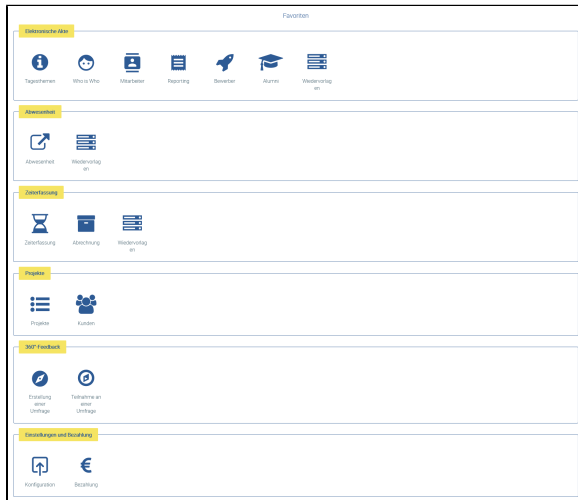 Favoriten
Elektronische Akte
Tagesthemen Who is Who Mitarbeiter Reporting Bewerber Alumni Wiedervorlag
en
Abwesenheit
Abwesenheit Wiedervorlag
en
Zeiterfassung
Zeiterfassung Abrechnung Wiedervorlag
en
Projekte
Projekte Kunden
360° Feedback
Erstellung Teilnahme an
einer einer
Umfrage Umfrage
Einstellungen und Bezahlung
Konfiguration Bezahlung